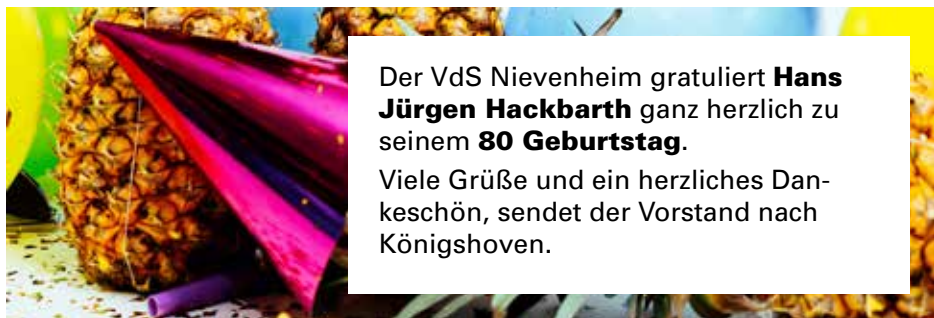 Der VdS Nievenheim gratuliert Hans
Jürgen Hackbarth ganz herzlich zu
seinem 80 Geburtstag.
Viele Grüße und ein herzliches Dan-
keschön, sendet der Vorstand nach
Königshoven.